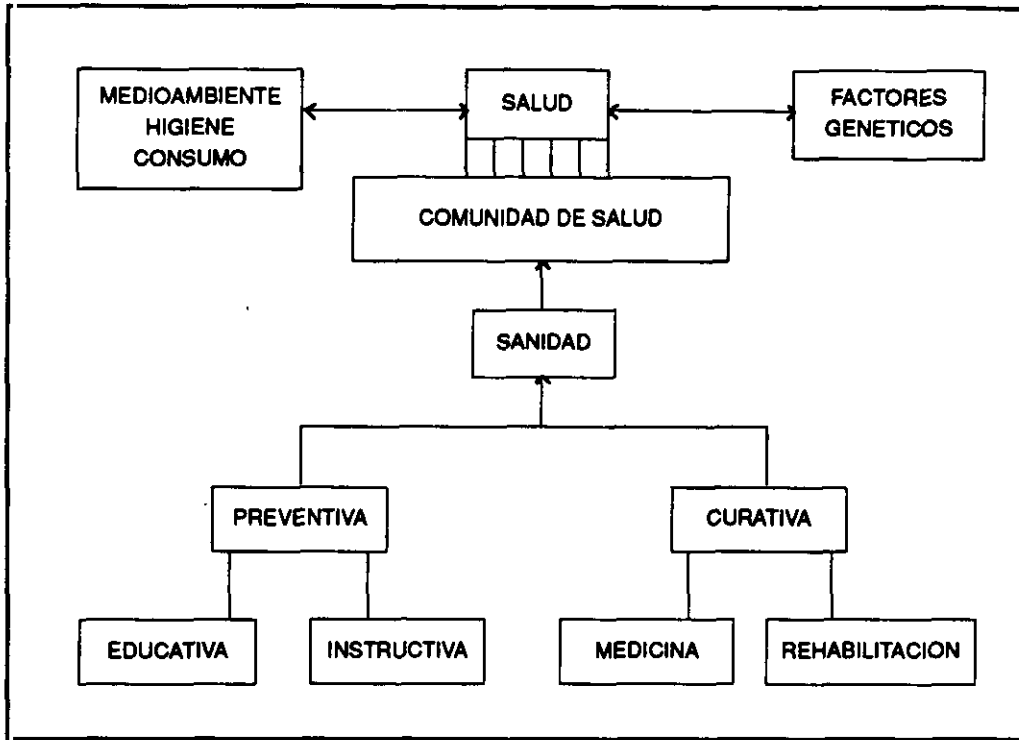 MEDIOAMBIENTE
HIGIENE
CONSUMO
SALUD
FACTORES
GENETICOS
COMUNIDAD DE SALUD
SANIDAD
PREVENTIVA
CURATIVA
EDUCATIVA
INSTRUCTIVA
MEDICINA
REHABILITACION